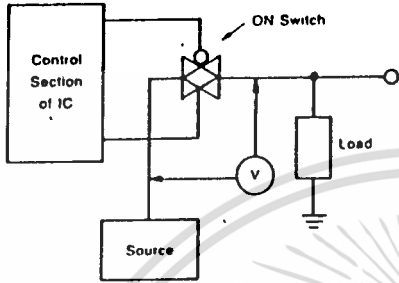 ON Switch
Control
Section
of IC
V
Load
Source